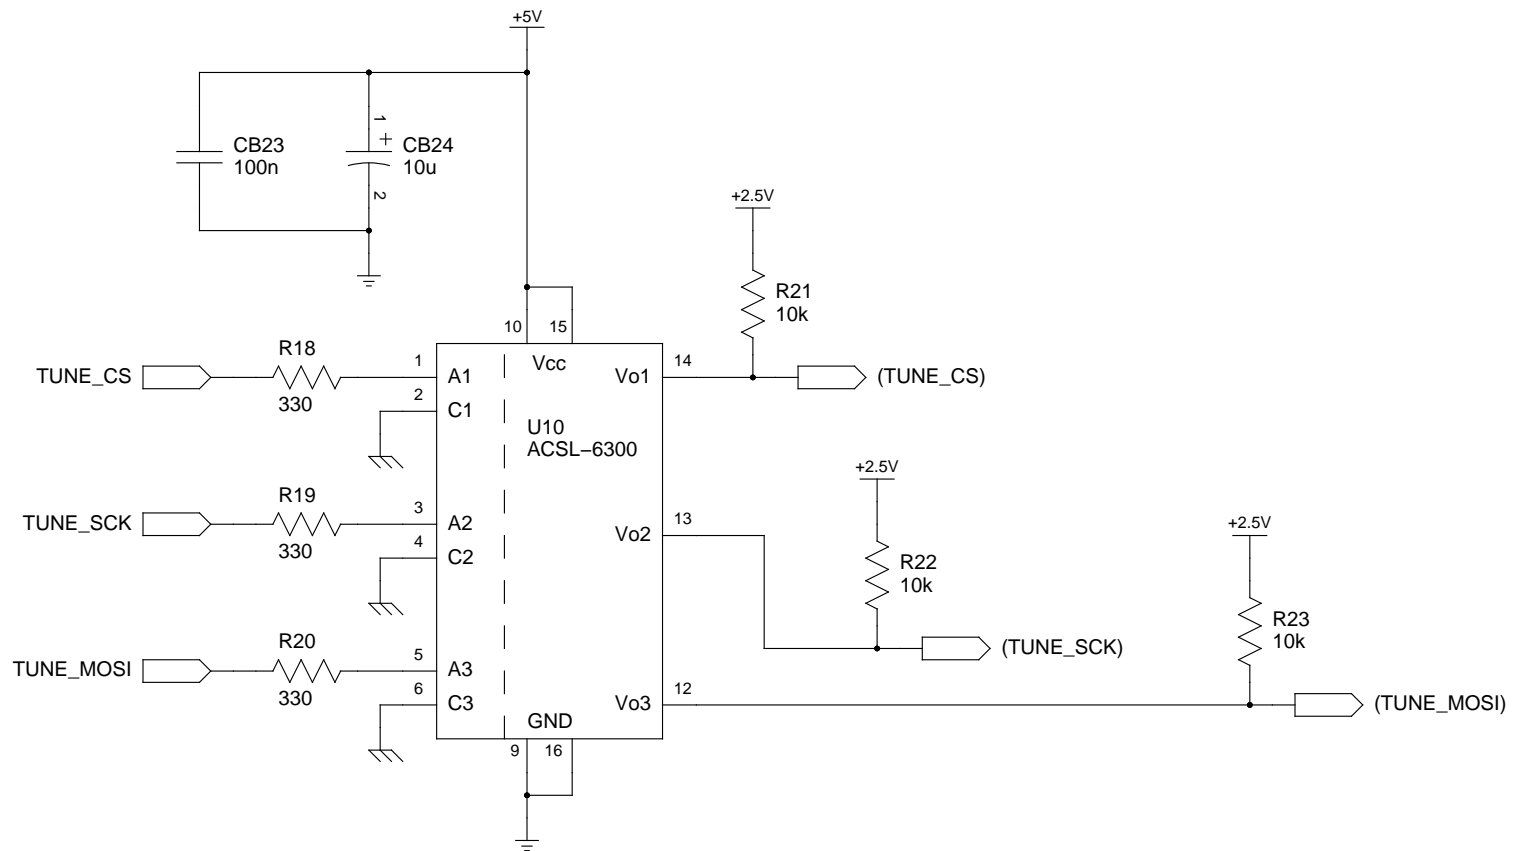 +5V
CB23
100n
1
+
CB24
10u
2
+2.5V
R21
10k
10
15
R18
TUNE_CS
330
1
A1
2
C1
Vcc
Vo1
14
(TUNE_CS)
U10
ACSL−6300
+2.5V
R19
TUNE_SCK
330
3
A2
4
C2
13
Vo2
R22
10k
(TUNE_SCK)
+2.5V
R23
10k
R20
TUNE_MOSI
330
5
A3
6
C3
12
Vo3
(TUNE_MOSI)
GND
9
16